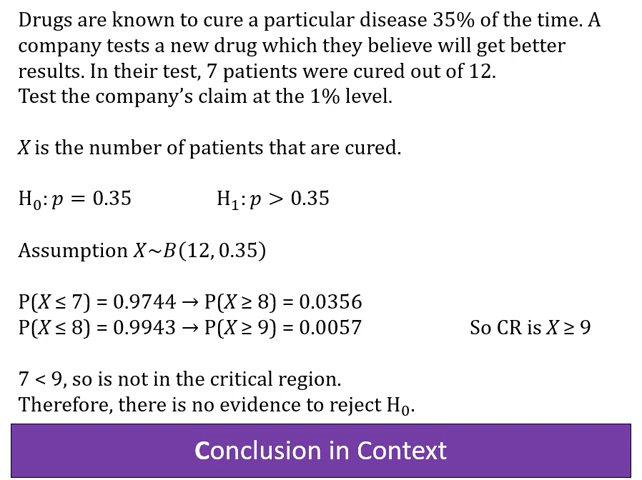 Drugs are known to cure a particular disease 35% of the time. A
company tests a new drug which they believe will get better
results. In their test, 7 patients were cured out of 12.
Test the company's claim at the 1% level.
X is the number of patients that are cured.
H₀: p = 0.35 H₁: p > 0.35
Assumption X~B(12, 0.35)
P(X ≤ 7) = 0.9744 → P(X ≥ 8) = 0.0356
P(X ≤ 8) = 0.9943 → P(X ≥ 9) = 0.0057 So CR is X ≥ 9
7 < 9, so is not in the critical region.
Therefore, there is no evidence to reject H₀.
Conclusion in Context